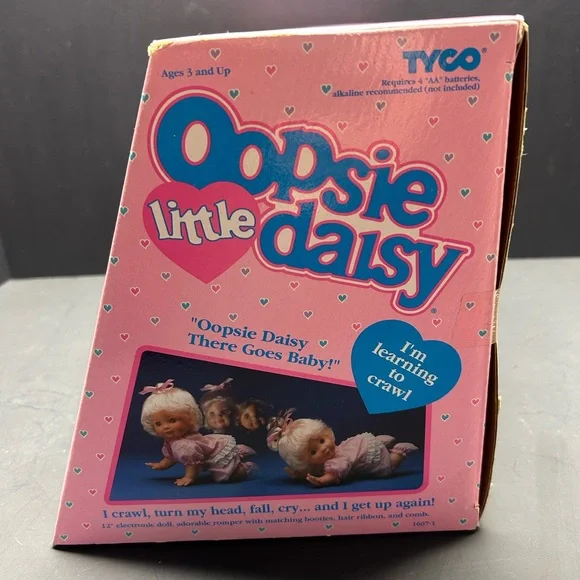 Ages 3 and Up
TYCO®
Requires 4 "AA" batteries,
alkaline recommended (not included)
Oopsie
little
daisy®
"Oopsie Daisy
There Goes Baby!"
I'm
learning
to
crawl
I crawl, turn my head, fall, cry... and I get up again!
12" electronic doll, adorable romper with matching booties, hair ribbon, and comb.
1607-1